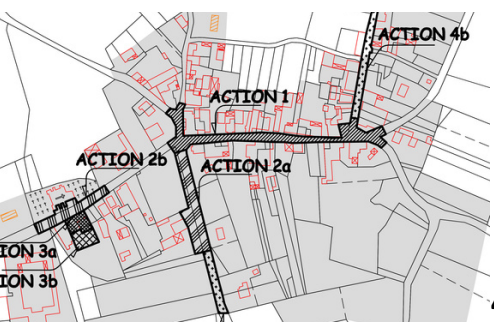 ACTION 4b
ACTION 1
ACTION 2b
ACTION 2a
ION 3a
ION 3b